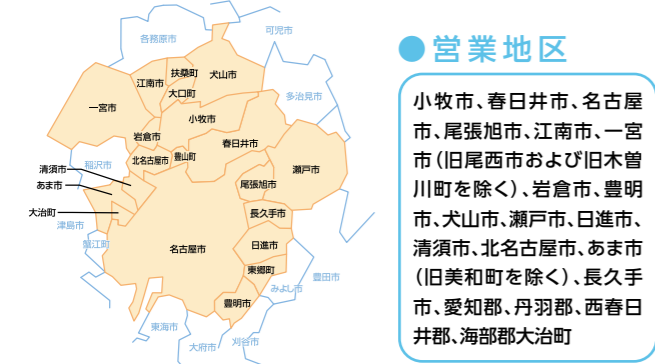 各務原市
可児市
扶桑町
犬山市
江南市
大口町
多治見市
一宮市
小牧市
岩倉市
春日井市
北名古屋市
豊山町
瀬戸市
稲沢市
清須市
あま市
尾張旭市
大治町
長久手市
津島市
蟹江町
名古屋市
日進市
東郷町
豊田市
みよし市
豊明市
東海市
大府市
刈谷市
●営業地区
小牧市、春日井市、名古屋
市、尾張旭市、江南市、一宮
市(旧尾西市および旧木曽
川町を除く)、岩倉市、豊明
市、犬山市、瀬戸市、日進市、
清須市、北名古屋市、あま市
(旧美和町を除く)、長久手
市、愛知郡、丹羽郡、西春日
井郡、海部郡大治町